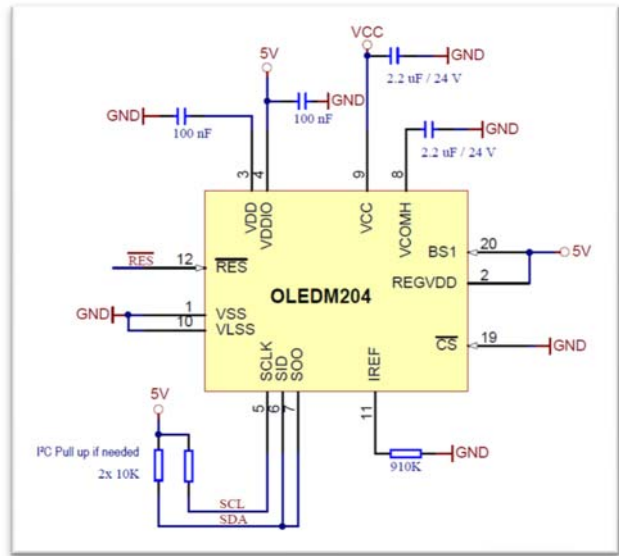 VCC
GND
2.2 uF / 24 V
5V
GND
100 nF
GND
100 nF
GND
2.2 uF / 24 V
3
4
9
8
VDD
VDDIO
VCC
VCOMH
BS1
20
5V
REGVDD
2
RES
12
RES
OLEDM204
GND
1
VSS
10
VLSS
CS
19
GND
SCLK
SID
SOO
IREF
5
6
7
11
5V
I²C Pull up if needed
2x 10K
910K
GND
SCL
SDA